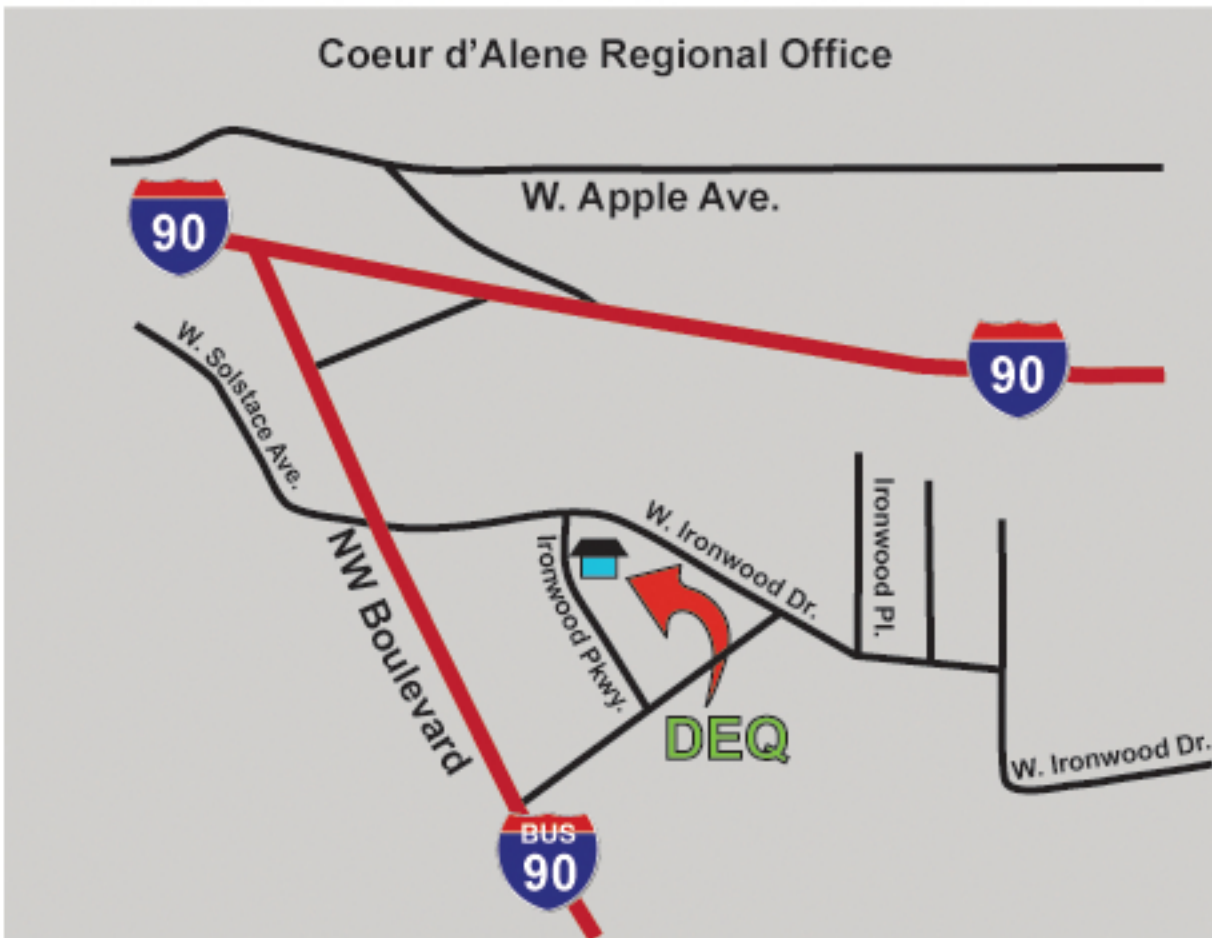 Coeur d'Alene Regional Office
W. Apple Ave.
90
90
W. Solstace Ave.
NW Boulevard
Ironwood Pkwy.
W. Ironwood Dr.
Ironwood Pl.
DEQ
W. Ironwood Dr.
BUS
90